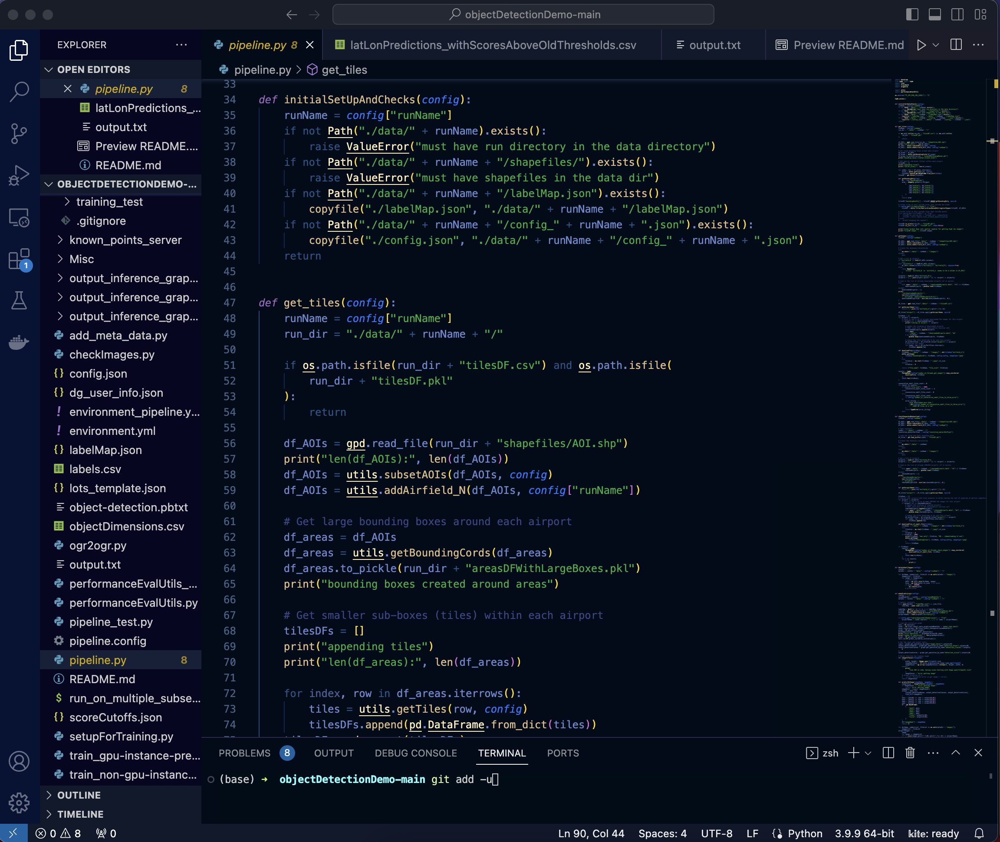 objectDetectionDemo-main
EXPLORER
pipeline.py 8
latLonPredictions_withScoresAboveOldThresholds.csv
output.txt
Preview README.md
OPEN EDITORS
pipeline.py 8
latLonPredictions_...
output.txt
Preview README....
README.md
OBJECTDETECTIONDEMO-...
training_test
.gitignore
known_points_server
Misc
output_inference_grap...
output_inference_grap...
output_inference_grap...
add_meta_data.py
checkImages.py
config.json
dg_user_info.json
environment_pipeline.y...
environment.yml
labelMap.json
labels.csv
lots_template.json
object-detection.pbtxt
objectDimensions.csv
ogr2ogr.py
output.txt
performanceEvalUtils_...
performanceEvalUtils.py
pipeline_test.py
pipeline.config
pipeline.py 8
README.md
run_on_multiple_subse...
scoreCutoffs.json
setupForTraining.py
train_gpu-instance-pre...
train_non-gpu-instanc...
OUTLINE
TIMELINE
1
pipeline.py > get_tiles
33
34 def initialSetUpAndChecks(config):
35 runName = config["runName"]
36 if not Path("./data/" + runName).exists():
37 raise ValueError("must have run directory in the data directory")
38 if not Path("./data/" + runName + "/shapefiles/").exists():
39 raise ValueError("must have shapefiles in the data dir")
40 if not Path("./data/" + runName + "/labelMap.json").exists():
41 copyfile("./labelMap.json", "./data/" + runName + "/labelMap.json")
42 if not Path("./data/" + runName + "/config_" + runName + ".json").exists():
43 copyfile("./config.json", "./data/" + runName + "/config_" + runName + ".json")
44 return
45
46
47 def get_tiles(config):
48 runName = config["runName"]
49 run_dir = "./data/" + runName + "/"
50
51 if os.path.isfile(run_dir + "tilesDF.csv") and os.path.isfile(
52 run_dir + "tilesDF.pkl"
53 ):
54 return
55
56 df_AOIs = gpd.read_file(run_dir + "shapefiles/AOI.shp")
57 print("len(df_AOIs):", len(df_AOIs))
58 df_AOIs = utils.subsetAOIs(df_AOIs, config)
59 df_AOIs = utils.addAirfield_N(df_AOIs, config["runName"])
60
61 # Get large bounding boxes around each airport
62 df_areas = df_AOIs
63 df_areas = utils.getBoundingCords(df_areas)
64 df_areas.to_pickle(run_dir + "areasDFWithLargeBoxes.pkl")
65 print("bounding boxes created around areas")
66
67 # Get smaller sub-boxes (tiles) within each airport
68 tilesDFs = []
69 print("appending tiles")
70 print("len(df_areas):", len(df_areas))
71
72 for index, row in df_areas.iterrows():
73 tiles = utils.getTiles(row, config)
74 tilesDFs.append(pd.DataFrame.from_dict(tiles))
PROBLEMS 8 OUTPUT DEBUG CONSOLE TERMINAL PORTS
zsh
(base) ➜ objectDetectionDemo-main git add -u
0 8 0
Ln 90, Col 44 Spaces: 4 UTF-8 LF Python 3.9.9 64-bit kite: ready